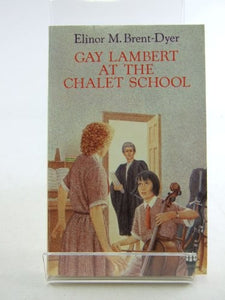 Elinor M. Brent-Dyer
GAY LAMBERT
AT THE
CHALET SCHOOL